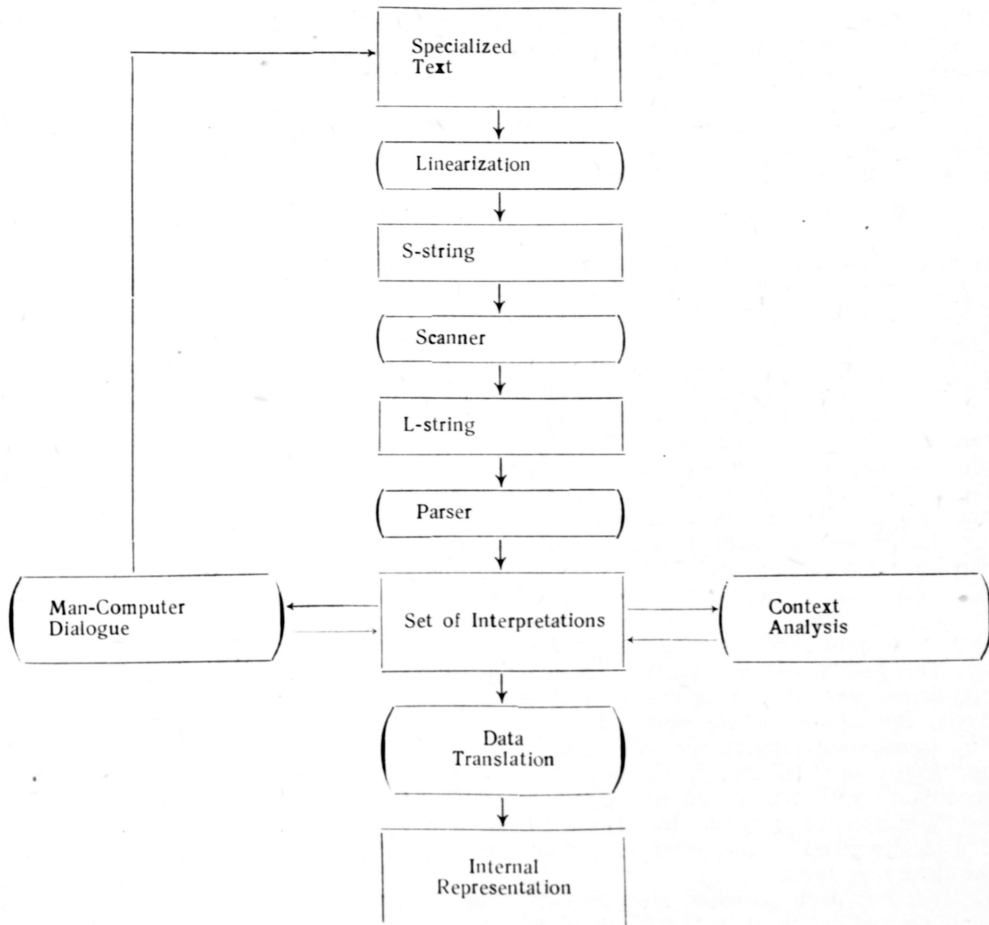 Specialized
Text
Linearization
S-string
Scanner
L-string
Parser
Man-Computer
Dialogue
Set of Interpretations
Context
Analysis
Data
Translation
Internal
Representation